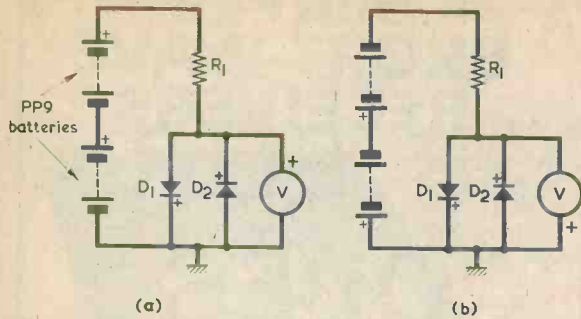 +
R1
PP9
batteries
+
+
D1
+
+
D2
V
(a)
R1
+
+
D1
+
+
D2
V
+
(b)